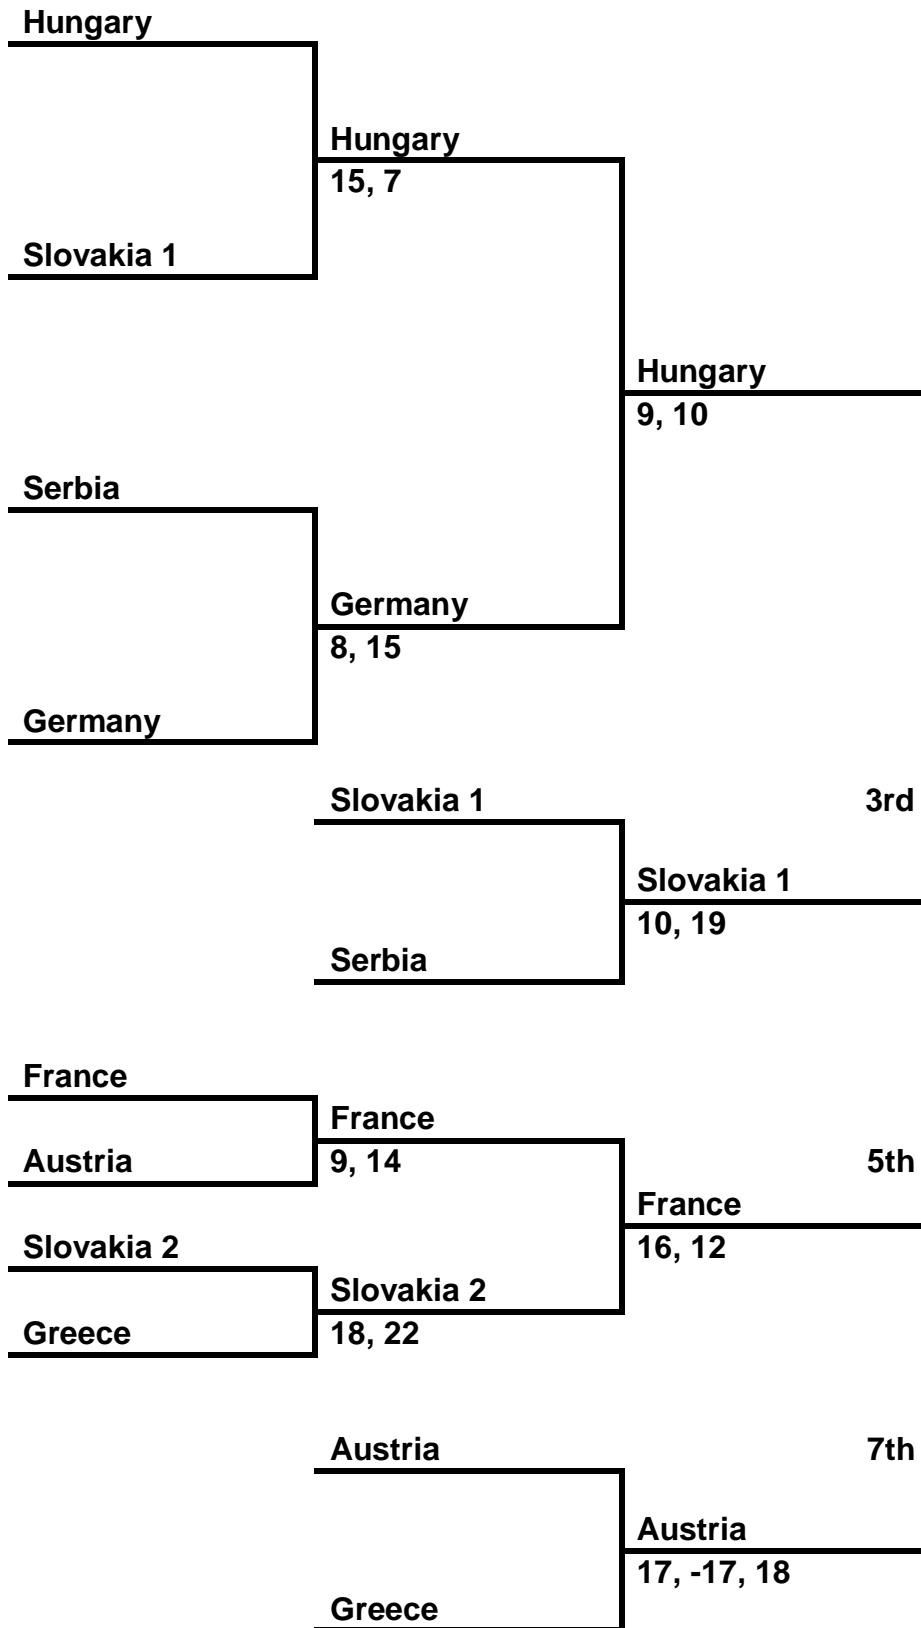 Hungary
Hungary
15, 7
Slovakia 1
Hungary
9, 10
Serbia
Germany
8, 15
Germany
Slovakia 1 3rd
Slovakia 1
10, 19
Serbia
France
France
Austria 9, 14 5th
France
Slovakia 2 16, 12
Slovakia 2
Greece 18, 22
Austria 7th
Austria
17, -17, 18
Greece